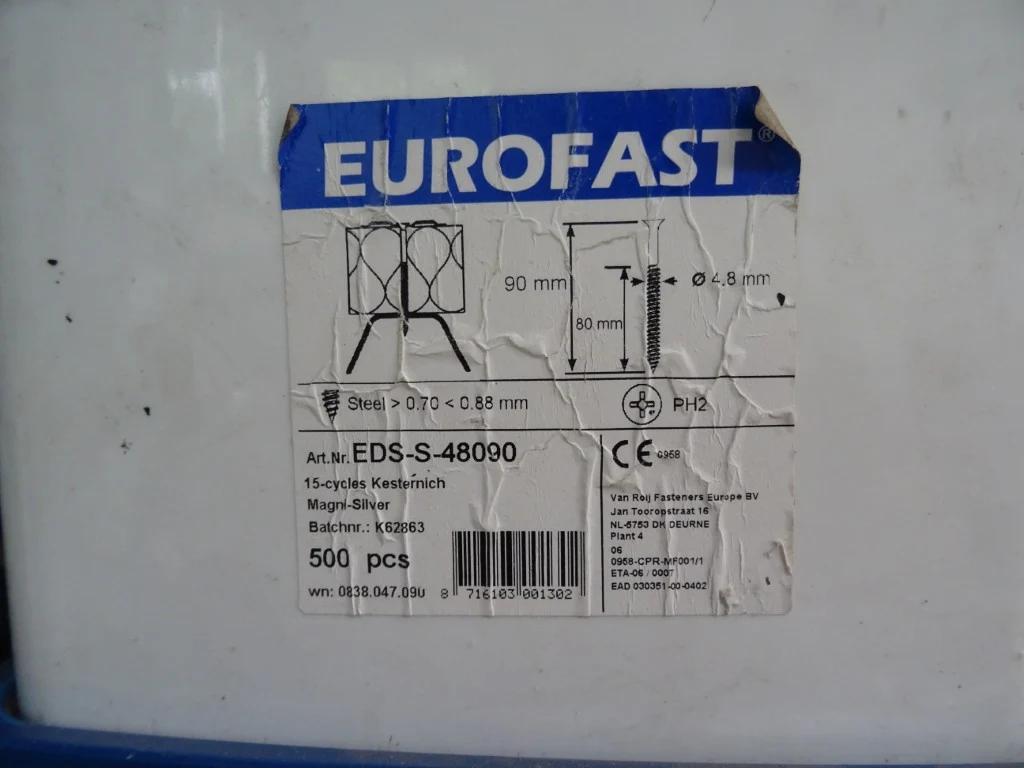 EUROFAST®
90 mm
80 mm
Ø 4.8 mm
Steel > 0.70 < 0.88 mm
PH2
Art.Nr. EDS-S-48090
15-cycles Kesternich
Magni-Silver
Batchnr.: K62863
500 pcs
wn: 0838.047.090
8 716103 001302
CE 0958
Van Roij Fasteners Europe BV
Jan Tooropstraat 16
NL-5753 DK DEURNE
Plant 4
06
0958-CPR-MF001/1
ETA-06 / 0007
EAD 030351-00-0402